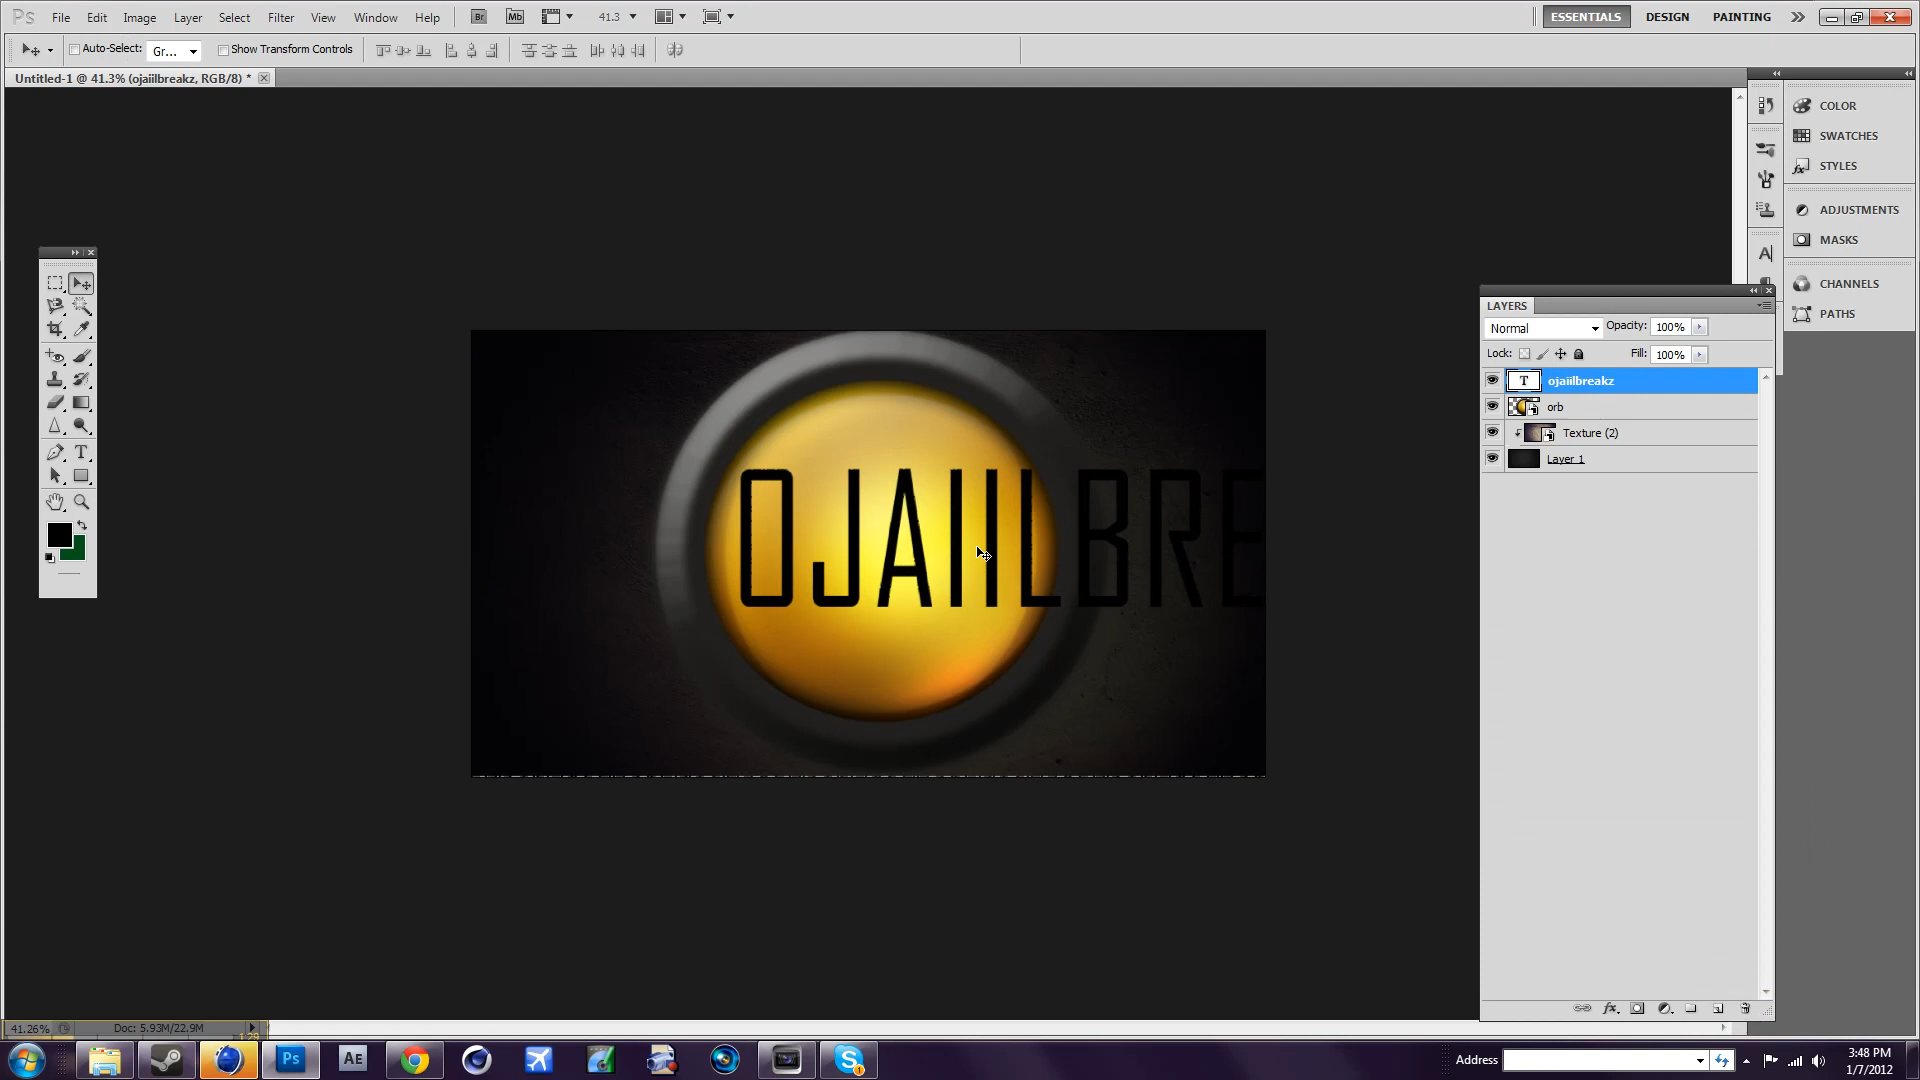 Ps File Edit Image Layer Select Filter View Window Help Br Mb 41.3 ESSENTIALS DESIGN PAINTING
Auto-Select: Gr... Show Transform Controls
Untitled-1 @ 41.3% (ojaiilbreakz, RGB/8) *
COLOR
SWATCHES
STYLES
ADJUSTMENTS
MASKS
CHANNELS
PATHS
LAYERS
Normal Opacity: 100%
Lock: Fill: 100%
T ojaiilbreakz
orb
Texture (2)
Layer 1
OJAIILBRE
41.26% Doc: 5.93M/22.9M
Ps AE Address 3:48 PM
1/7/2012